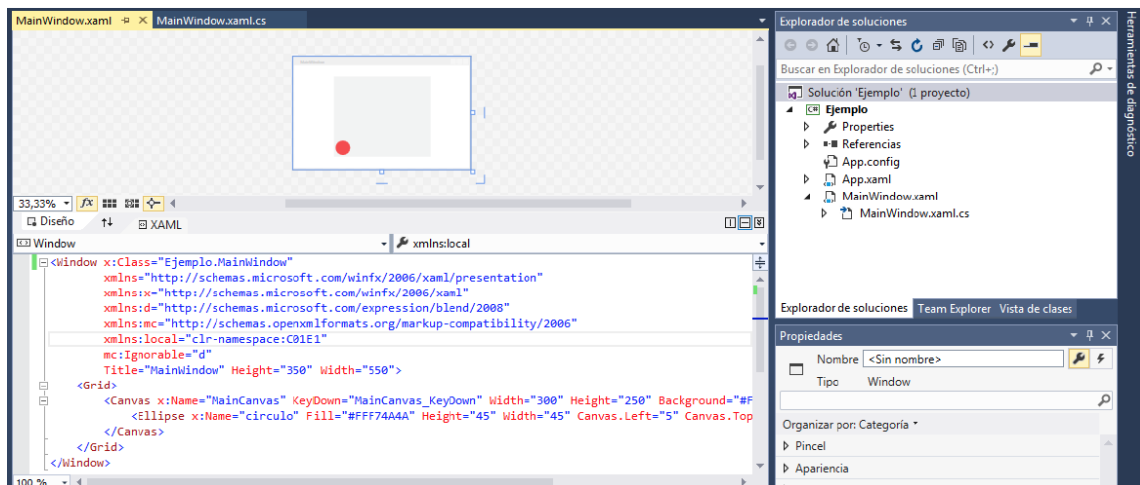 MainWindow.xaml MainWindow.xaml.cs
MainWindow
33,33%
Diseño XAML
Window xmlns:local
<Window x:Class="Ejemplo.MainWindow"
xmlns="http://schemas.microsoft.com/winfx/2006/xaml/presentation"
xmlns:x="http://schemas.microsoft.com/winfx/2006/xaml"
xmlns:d="http://schemas.microsoft.com/expression/blend/2008"
xmlns:mc="http://schemas.openxmlformats.org/markup-compatibility/2006"
xmlns:local="clr-namespace:C01E1"
mc:Ignorable="d"
Title="MainWindow" Height="350" Width="550">
<Grid>
<Canvas x:Name="MainCanvas" KeyDown="MainCanvas_KeyDown" Width="300" Height="250" Background="#F
<Ellipse x:Name="circulo" Fill="#FFF74A4A" Height="45" Width="45" Canvas.Left="5" Canvas.Top
</Canvas>
</Grid>
</Window>
100 %
Explorador de soluciones
Buscar en Explorador de soluciones (Ctrl+;)
Solución 'Ejemplo' (1 proyecto)
C# Ejemplo
Properties
Referencias
App.config
App.xaml
MainWindow.xaml
MainWindow.xaml.cs
Explorador de soluciones Team Explorer Vista de clases
Propiedades
Nombre <Sin nombre>
Tipo Window
Organizar por: Categoría
Pincel
Apariencia
Herramientas de diagnóstico